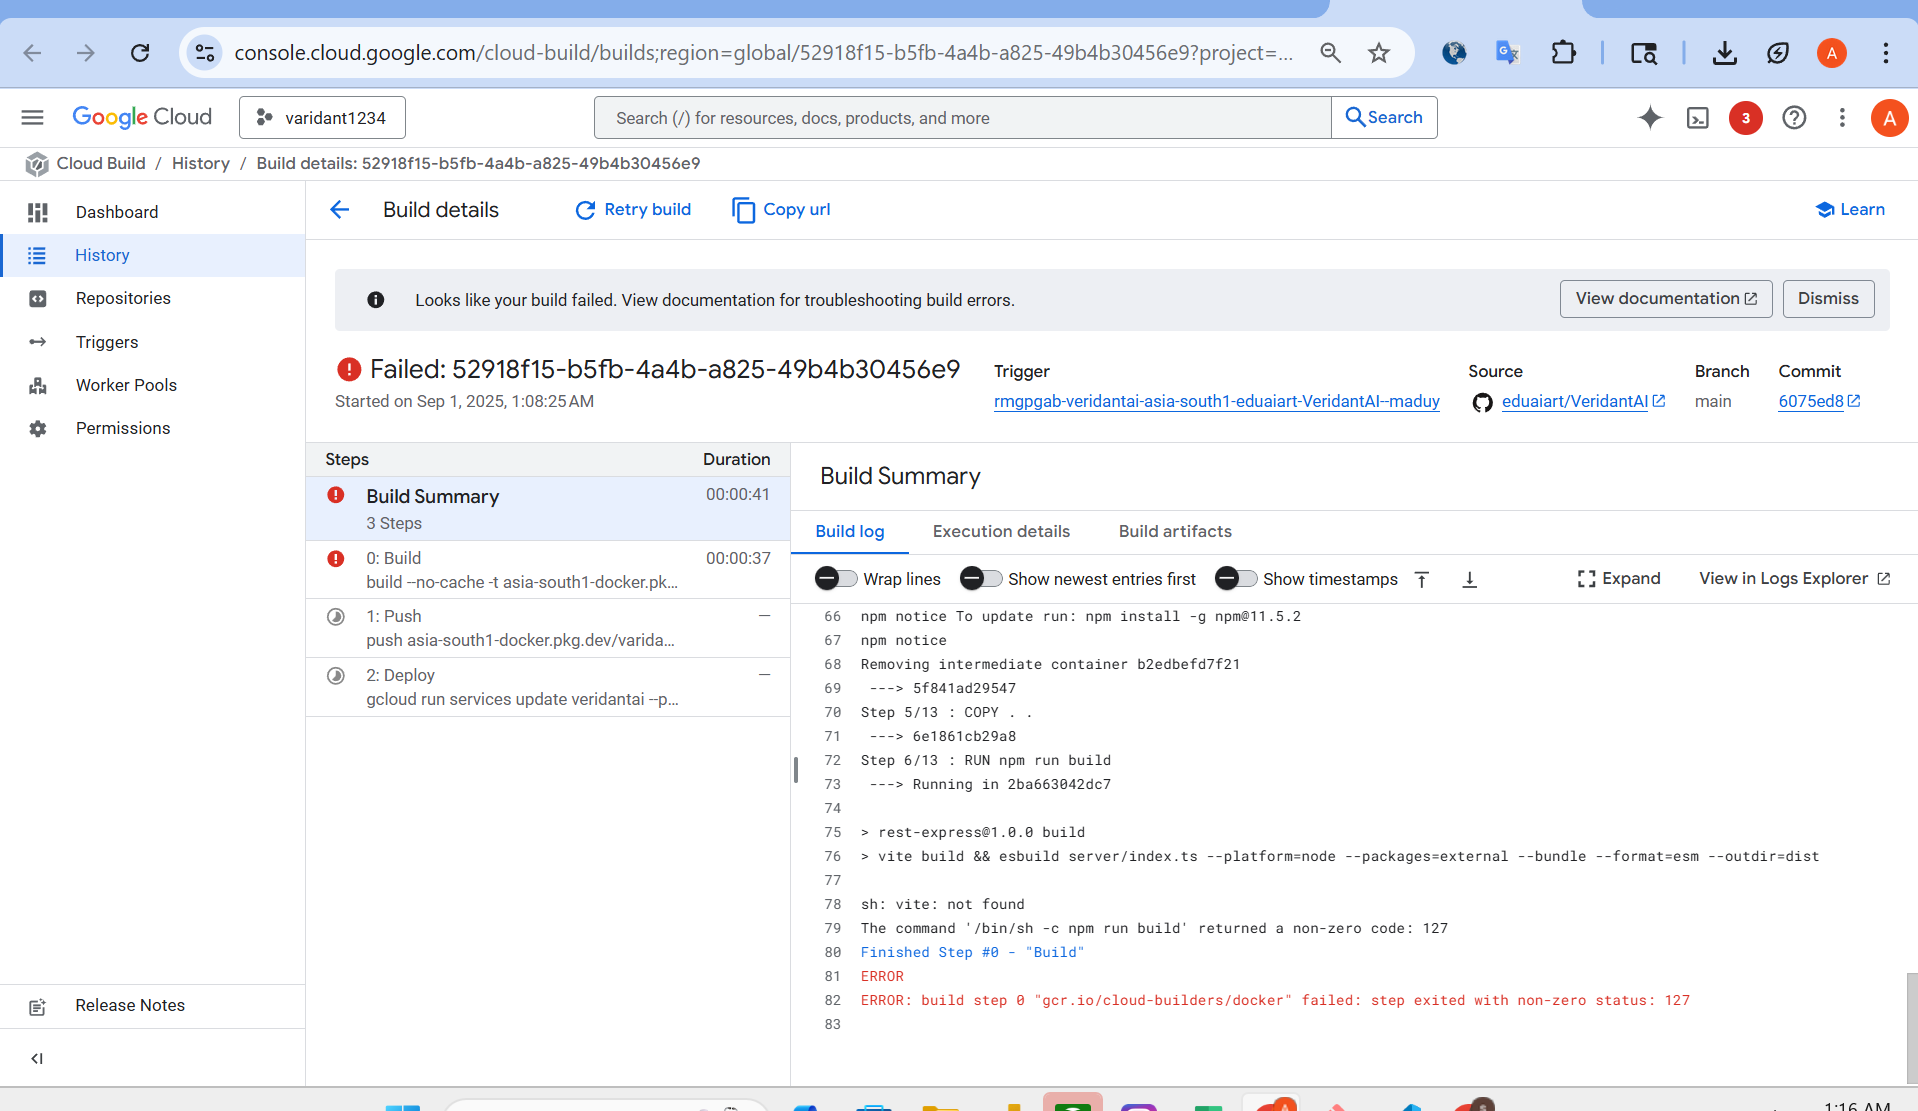 console.cloud.google.com/cloud-build/builds;region=global/52918f15-b5fb-4a4b-a825-49b4b30456e9?project=...
A
Google Cloud
varidant1234
Search (/) for resources, docs, products, and more
Search
3
A
Cloud Build / History / Build details: 52918f15-b5fb-4a4b-a825-49b4b30456e9
Dashboard
History
Repositories
Triggers
Worker Pools
Permissions
Release Notes
Build details
Retry build
Copy url
Learn
Looks like your build failed. View documentation for troubleshooting build errors.
View documentation
Dismiss
Failed: 52918f15-b5fb-4a4b-a825-49b4b30456e9
Started on Sep 1, 2025, 1:08:25 AM
Trigger
rmgpgab-veridantai-asia-south1-eduaiart-VeridantAI--maduy
Source
eduaiart/VeridantAI
Branch
main
Commit
6075ed8
Steps Duration
Build Summary 00:00:41
3 Steps
0: Build 00:00:37
build --no-cache -t asia-south1-docker.pk...
1: Push —
push asia-south1-docker.pkg.dev/varida...
2: Deploy —
gcloud run services update veridantai --p...
Build Summary
Build log Execution details Build artifacts
Wrap lines Show newest entries first Show timestamps Expand View in Logs Explorer
66 npm notice To update run: npm install -g npm@11.5.2
67 npm notice
68 Removing intermediate container b2edbefd7f21
69 ---> 5f841ad29547
70 Step 5/13 : COPY . .
71 ---> 6e1861cb29a8
72 Step 6/13 : RUN npm run build
73 ---> Running in 2ba663042dc7
74
75 > rest-express@1.0.0 build
76 > vite build && esbuild server/index.ts --platform=node --packages=external --bundle --format=esm --outdir=dist
77
78 sh: vite: not found
79 The command '/bin/sh -c npm run build' returned a non-zero code: 127
80 Finished Step #0 - "Build"
81 ERROR
82 ERROR: build step 0 "gcr.io/cloud-builders/docker" failed: step exited with non-zero status: 127
83
1:16 AM